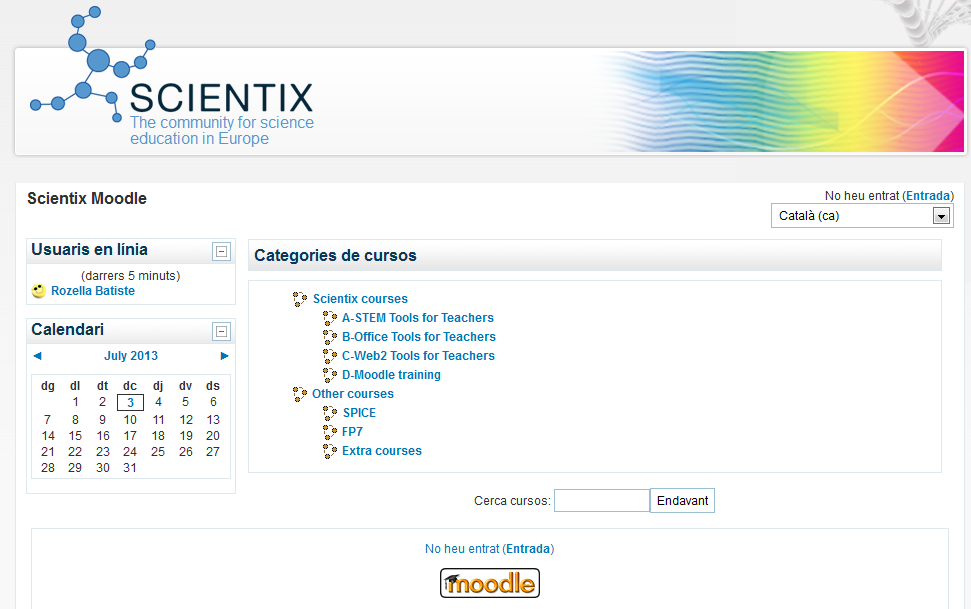 SCIENTIX
The community for science
education in Europe
Scientix Moodle
No heu entrat (Entrada)
Català (ca)
Usuaris en línia
(darrers 5 minuts)
Rozella Batiste
Calendari
◄ July 2013 ►
dg dl dt dc dj dv ds
1 2 3 4 5 6
7 8 9 10 11 12 13
14 15 16 17 18 19 20
21 22 23 24 25 26 27
28 29 30 31
Categories de cursos
Scientix courses
A-STEM Tools for Teachers
B-Office Tools for Teachers
C-Web2 Tools for Teachers
D-Moodle training
Other courses
SPICE
FP7
Extra courses
Cerca cursos: Endavant
No heu entrat (Entrada)
moodle